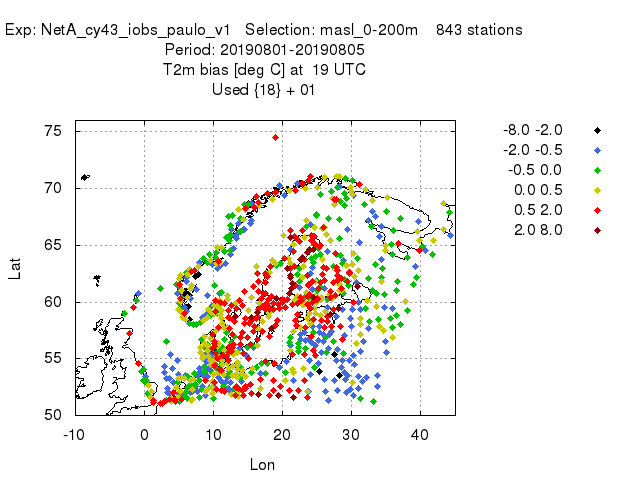 Exp: NetA_cy43_iobs_paulo_v1   Selection: masl_0-200m    843 stations
Period: 20190801-20190805
T2m bias [deg C] at  19 UTC
Used {18} + 01
75
70
65
60
55
50
-10 0 10 20 30 40
Lat
Lon
-8.0 -2.0
-2.0 -0.5
-0.5 0.0
0.0 0.5
0.5 2.0
2.0 8.0